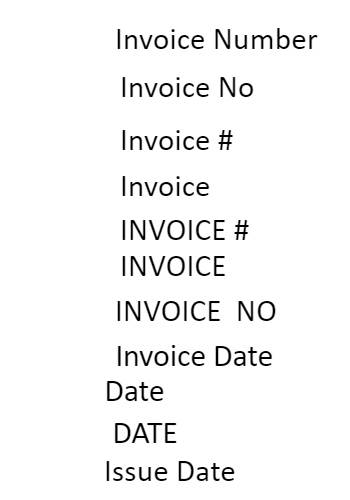 Invoice Number
Invoice No
Invoice #
Invoice
INVOICE #
INVOICE
INVOICE  NO
Invoice Date
Date
DATE
Issue Date